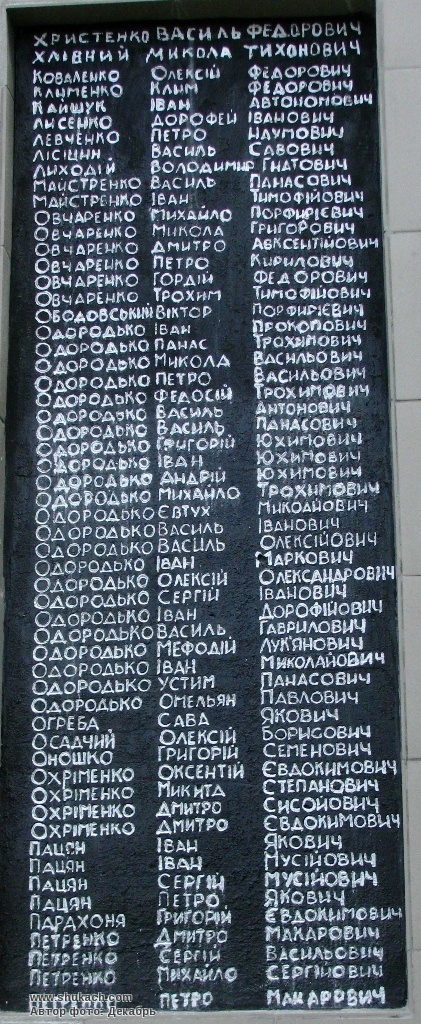 Христенко Василь Федорович
Хлівний Микола Тихонович
Коваленко Олексій Федорович
Клименко Клим Федорович
Кайшук Іван Автономович
Лисенко Дорофей Іванович
Левченко Петро Наумович
Лісіцин Василь Савович
Лиходій Володимир Гнатович
Майстренко Василь Панасович
Майстренко Іван Тимофійович
Овчаренко Михайло Порфирієвич
Овчаренко Микола Григорович
Овчаренко Дмитро Авксентійович
Овчаренко Петро Кирилович
Овчаренко Гордій Федорович
Овчаренко Трохим Тимофійович
Ободовський Віктор Порфирієвич
Одородько Іван Прокопович
Одородько Панас Трохимович
Одородько Микола Васильович
Одородько Петро Васильович
Одородько Федосій Трохимович
Одородько Василь Антонович
Одородько Василь Панасович
Одородько Григорій Юхимович
Одородько Іван Юхимович
Одородько Андрій Юхимович
Одородько Михайло Трохимович
Одородько Євтух Миколайович
Одородько Василь Іванович
Одородько Василь Олексійович
Одородько Іван Маркович
Одородько Олексій Олександрович
Одородько Сергій Іванович
Одородько Іван Дорофійович
Одородько Василь Гаврилович
Одородько Мефодій Лук'янович
Одородько Іван Миколайович
Одородько Устим Панасович
Одородько Омельян Павлович
Огреба Сава Якович
Осадчий Олексій Борисович
Оношко Григорій Семенович
Охріменко Оксентій Євдокимович
Охріменко Микита Степанович
Охріменко Дмитро Сисойович
Охріменко Дмитро Євдокимович
Пацян Іван Якович
Пацян Іван Мусійович
Пацян Сергій Мусійович
Пацян Петро Якович
Парахоня Григорій Євдокимович
Петренко Дмитро Макарович
Петренко Сергій Васильович
Петренко Михайло Сергійович
Петро Макарович
www.shukach.com
Автор фото: Декабрь